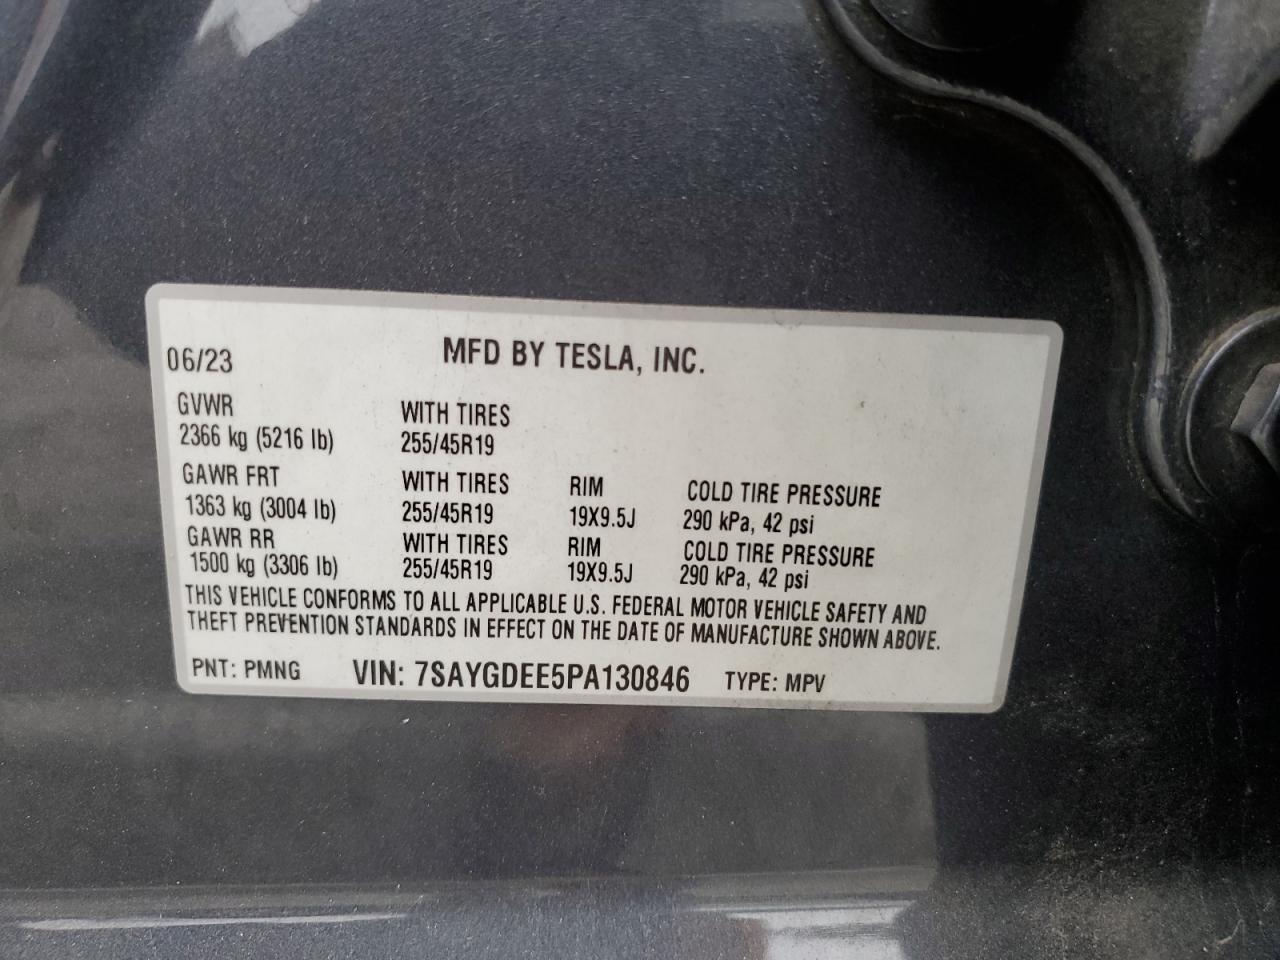 06/23 MFD BY TESLA, INC.
GVWR WITH TIRES
2366 kg (5216 lb) 255/45R19
GAWR FRT WITH TIRES RIM COLD TIRE PRESSURE
1363 kg (3004 lb) 255/45R19 19X9.5J 290 kPa, 42 psi
GAWR RR WITH TIRES RIM COLD TIRE PRESSURE
1500 kg (3306 lb) 255/45R19 19X9.5J 290 kPa, 42 psi
THIS VEHICLE CONFORMS TO ALL APPLICABLE U.S. FEDERAL MOTOR VEHICLE SAFETY AND
THEFT PREVENTION STANDARDS IN EFFECT ON THE DATE OF MANUFACTURE SHOWN ABOVE.
PNT: PMNG VIN: 7SAYGDEE5PA130846 TYPE: MPV